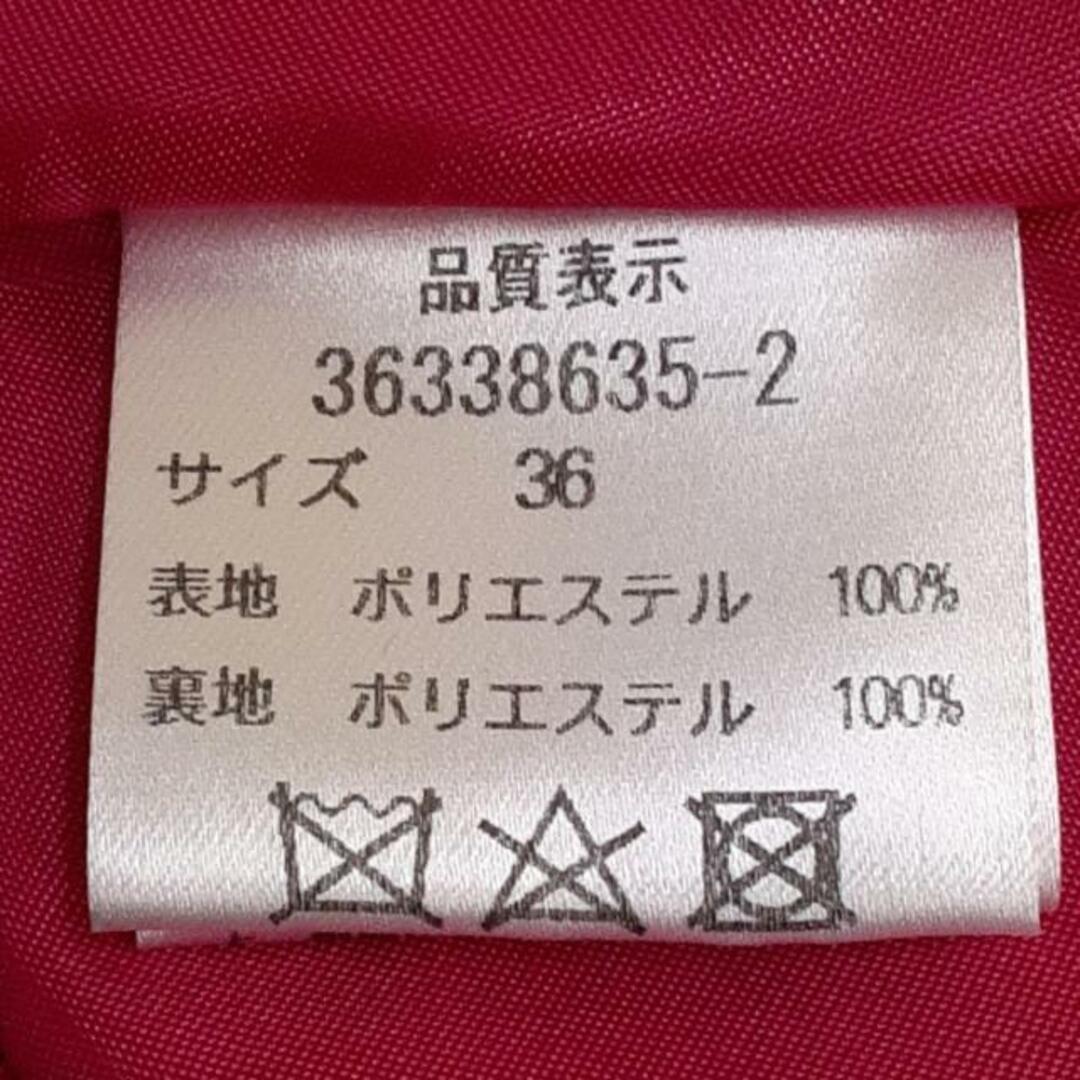 品質表示
36338635-2
サイズ 36
表地 ポリエステル 100%
裏地 ポリエステル 100%